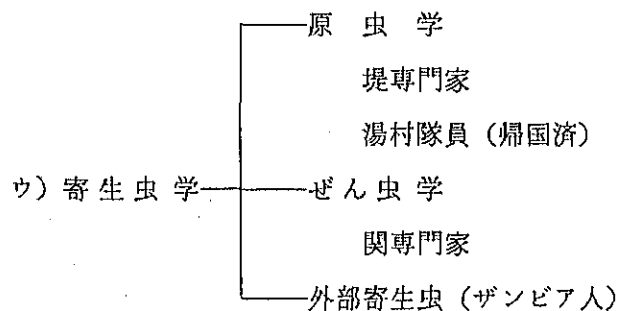 原虫学
堤専門家
湯村隊員（帰国済）
ウ）寄生虫学
ぜん虫学
関専門家
外部寄生虫（ザンビア人）